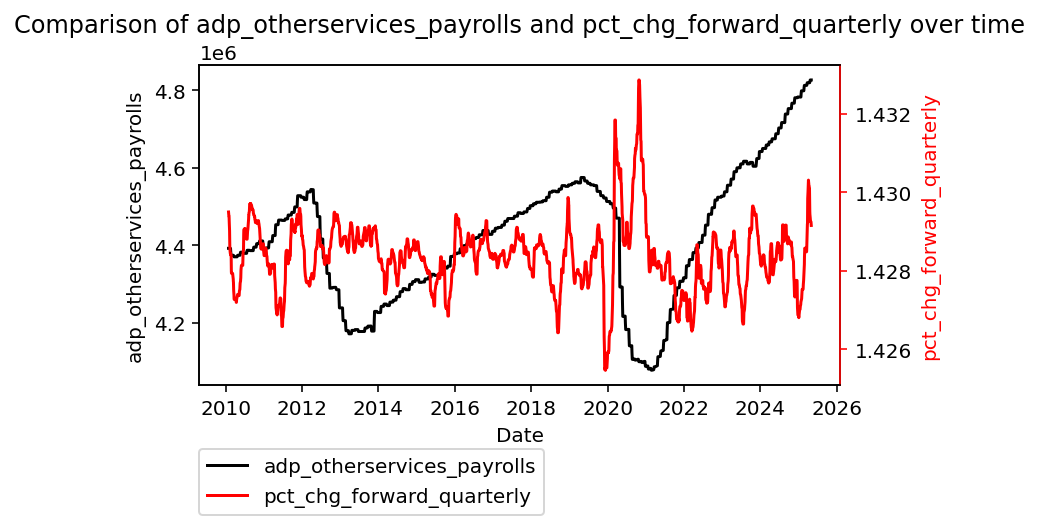 Comparison of adp_otherservices_payrolls and pct_chg_forward_quarterly over time
1e6
4.8
4.6
4.4
4.2
adp_otherservices_payrolls
1.432
1.430
1.428
1.426
pct_chg_forward_quarterly
2010 2012 2014 2016 2018 2020 2022 2024 2026
Date
adp_otherservices_payrolls
pct_chg_forward_quarterly